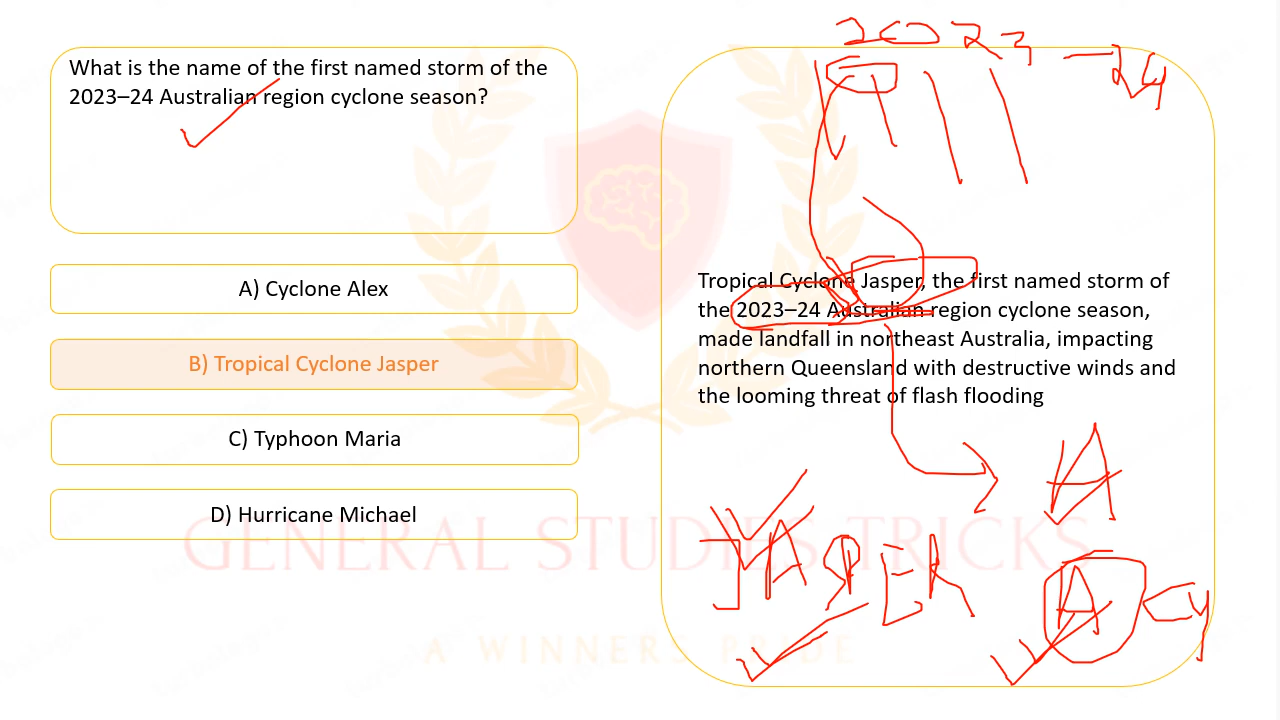 What is the name of the first named storm of the
2023–24 Australian region cyclone season?
A) Cyclone Alex
B) Tropical Cyclone Jasper
C) Typhoon Maria
D) Hurricane Michael
2023 – 24
Tropical Cyclone Jasper, the first named storm of
the 2023–24 Australian region cyclone season,
made landfall in northeast Australia, impacting
northern Queensland with destructive winds and
the looming threat of flash flooding
A
A Cy
GENERAL STUDIES TRICKS
A WINNERS PRIDE